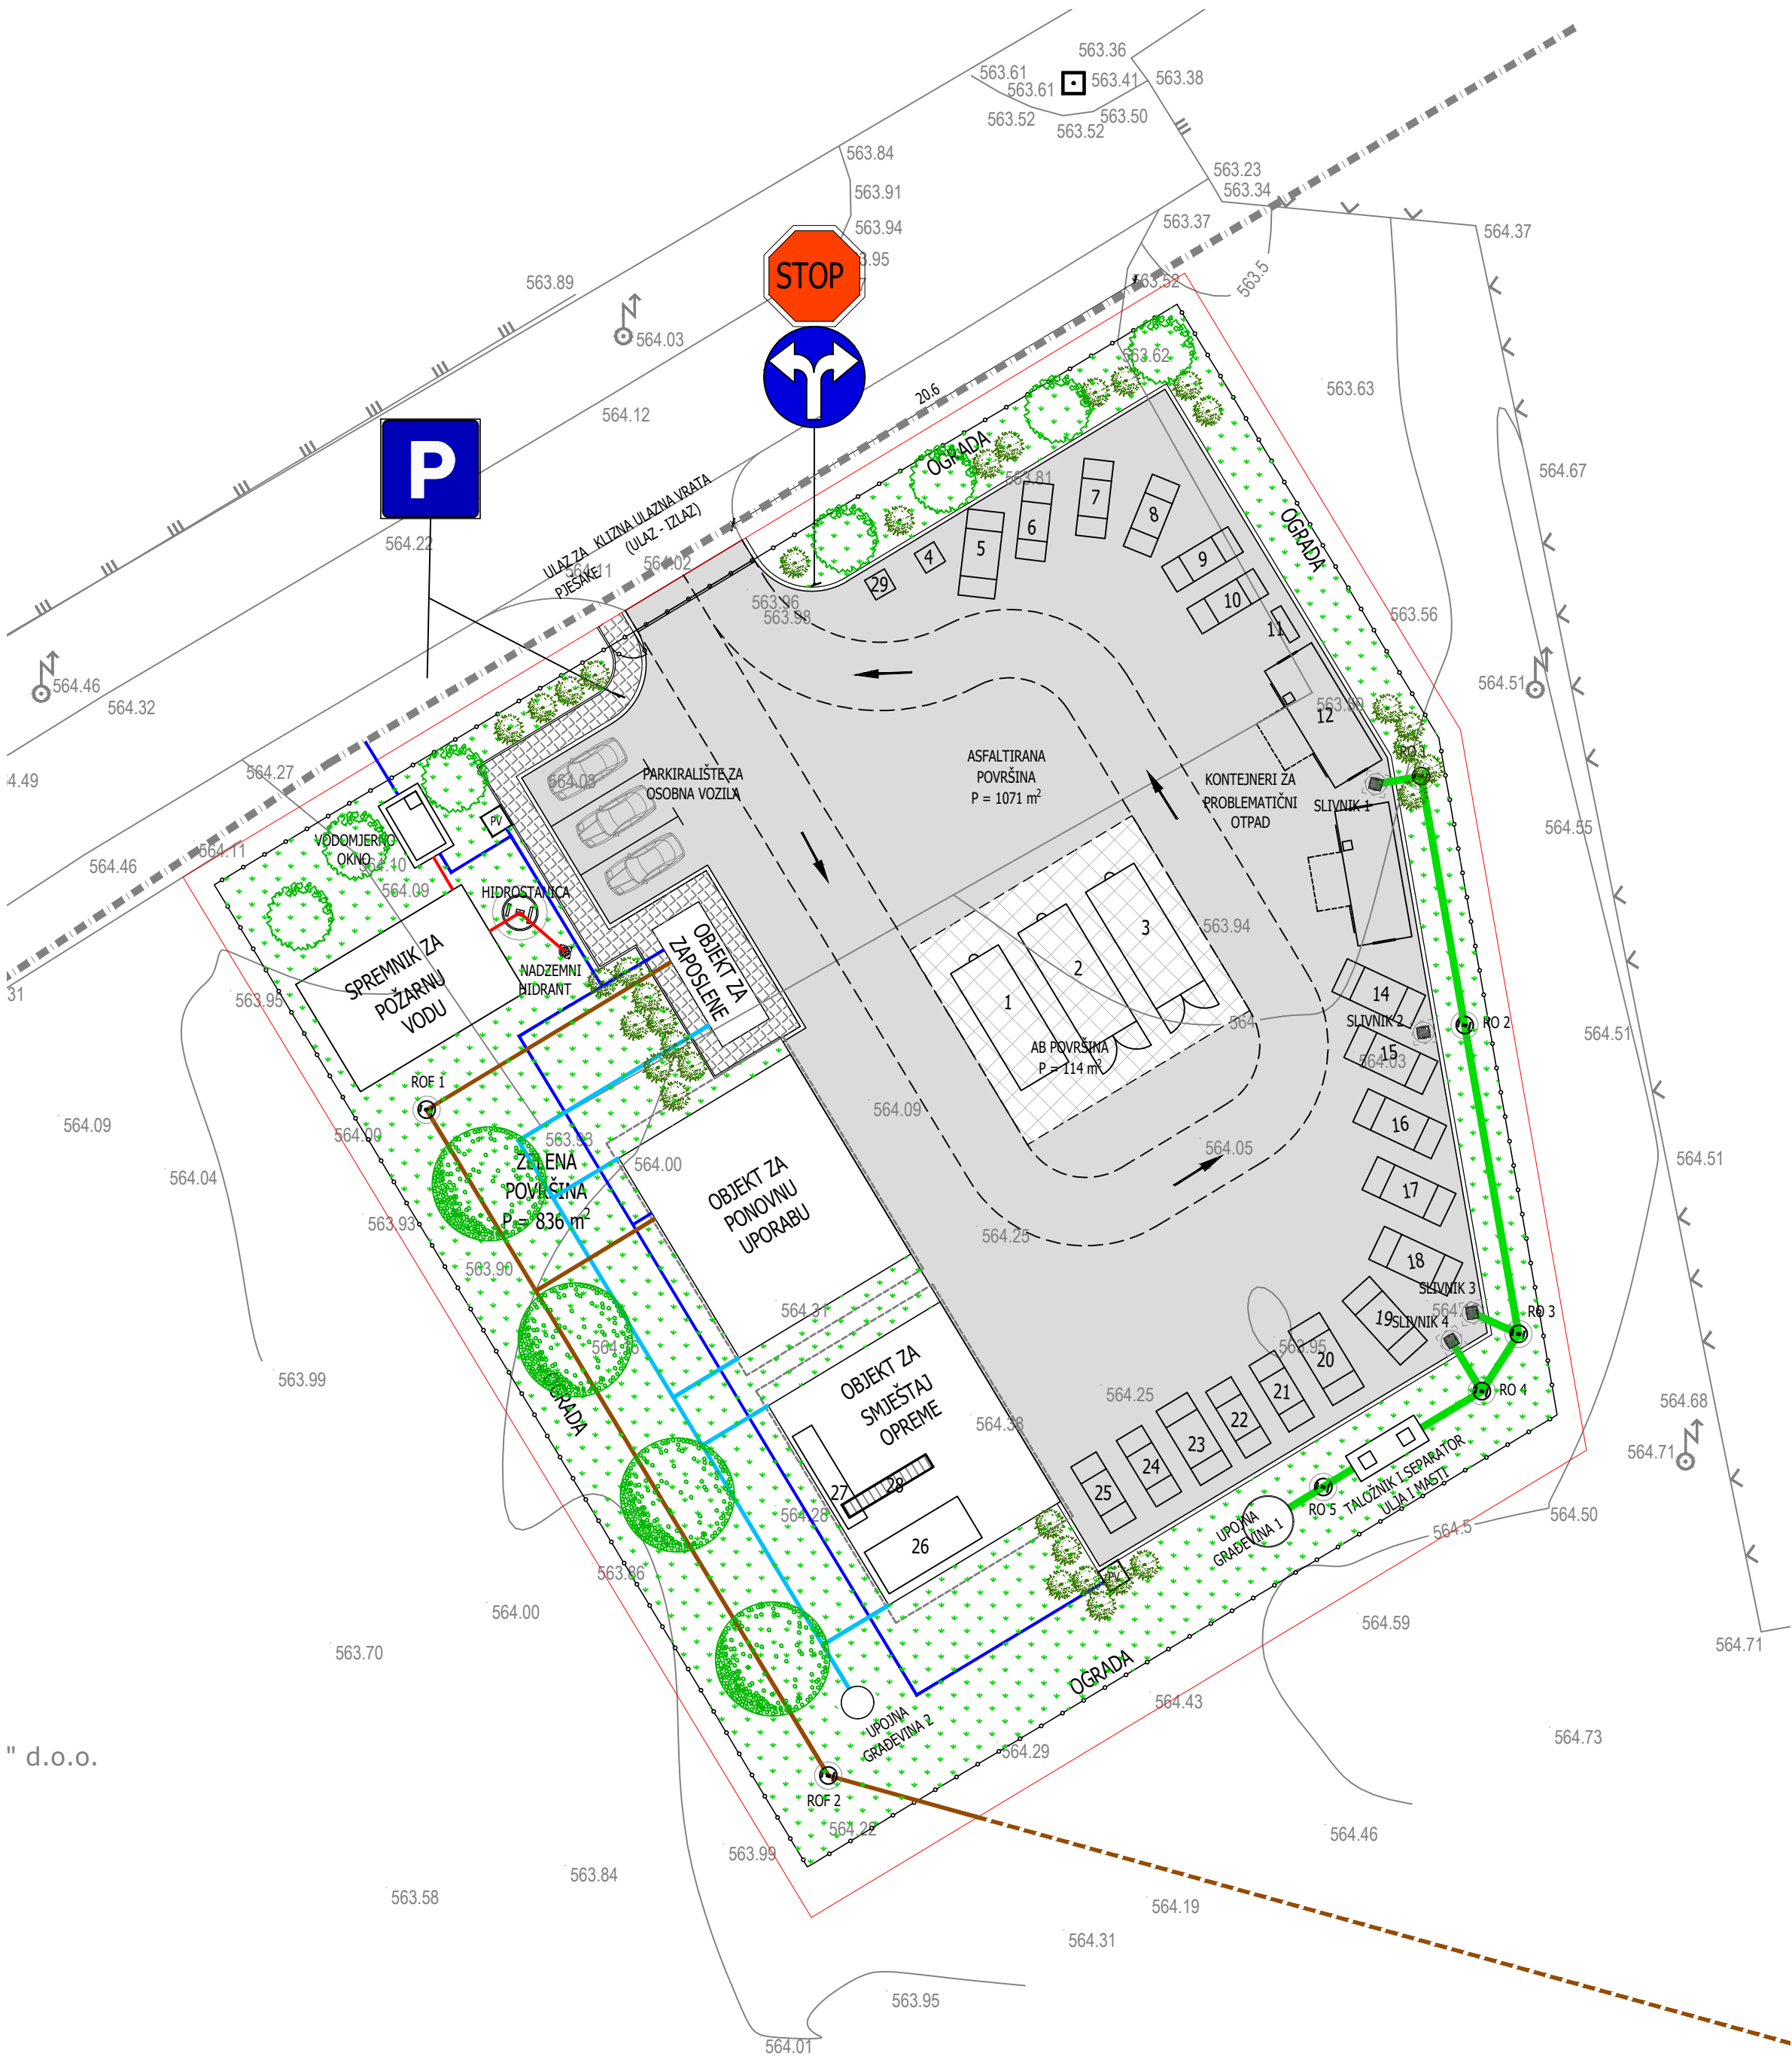 563.36
563.61
563.41
563.38
563.61
563.52
563.52
563.50
563.84
563.23
563.34
563.91
563.37
563.94
564.37
STOP
563.89
563.52
563.5
564.03
563.62
563.63
20.6
564.12
OGRADA
P
563.81
564.67
7
6
8
OGRADA
564.22
ULAZ ZA
PJEŠAKE
KLIZNA ULAZNA VRATA
(ULAZ - IZLAZ)
564.11
564.02
5
4
29
9
10
11
563.96
563.98
563.56
564.46
564.32
564.51
12
564.27
564.03
PARKIRALIŠTE ZA
OSOBNA VOZILA
ASFALTIRANA
POVRŠINA
P = 1071 m2
KONTEJNERI ZA
PROBLEMATIČNI
OTPAD
RO 1
SLIVNIK 1
PV
VODOMJERNO
OKNO
564.10
564.09
564.11
564.46
564.55
HIDROSTANICA
SPREMNIK ZA
POŽARNU
VODU
NADZEMNI
HIDRANT
OBJEKT ZA
ZAPOSLENE
1
2
3
563.94
14
SLIVNIK 2
RO 2
15
564.03
564.51
563.95
31
564
AB POVRŠINA
P = 114 m2
ROF 1
564.09
564.09
564.00
563.93
ZELENA
POVRŠINA
P = 836 m2
564.00
OBJEKT ZA
PONOVNU
UPORABU
564.05
16
17
18
564.51
564.04
563.93
563.90
564.25
564.31
SLIVNIK 3
SLIVNIK 4
RO 3
19
563.95
20
21
22
23
24
25
RO 4
563.99
OBJEKT ZA
SMJEŠTAJ
OPREME
564.25
564.38
564.68
564.71
27
28
26
564.28
TALOŽNIK I SEPARATOR
ULJA I MASTI
RO 5
UPOJNA
GRAĐEVINA 1
564.5
564.50
PV
563.86
564.00
564.59
564.71
563.70
OGRADA
564.43
UPOJNA
GRAĐEVINA 2
564.73
" d.o.o.
564.29
ROF 2
564.22
564.46
563.99
563.84
563.58
564.19
564.31
563.95
564.01